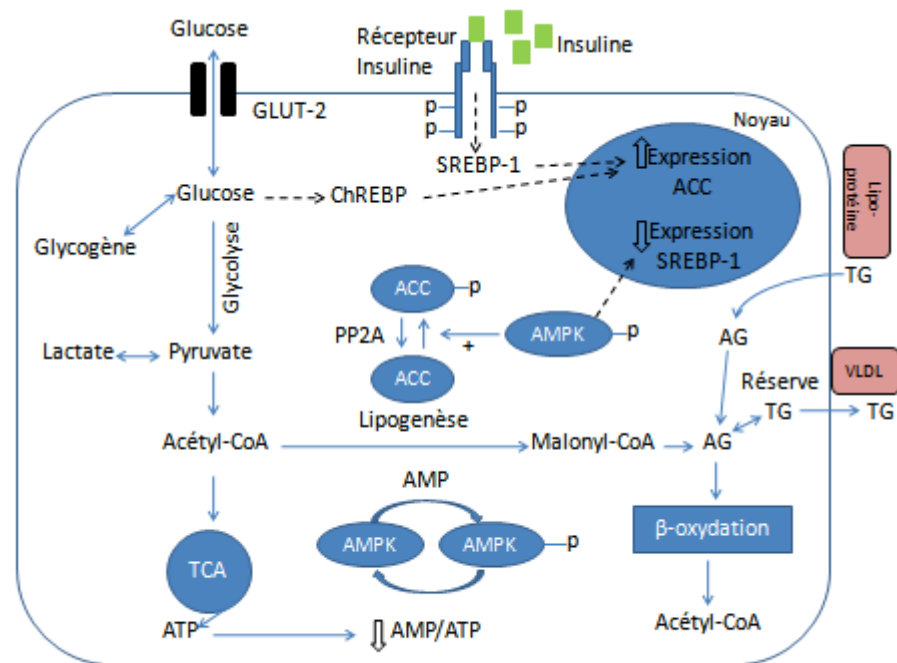 Glucose
Récepteur
Insuline
Insuline
GLUT-2
p
p
p
p
Noyau
SREBP-1
Expression
ACC
Lipo-
protéine
Glucose
ChREBP
Glycogène
Expression
SREBP-1
TG
Glycolyse
ACC
p
PP2A
+
AMPK
p
AG
Lactate
Pyruvate
ACC
Lipogenèse
Réserve
VLDL
TG
TG
Acétyl-CoA
Malonyl-CoA
AG
AMP
AMPK
AMPK
p
β-oxydation
TCA
ATP
AMP/ATP
Acétyl-CoA